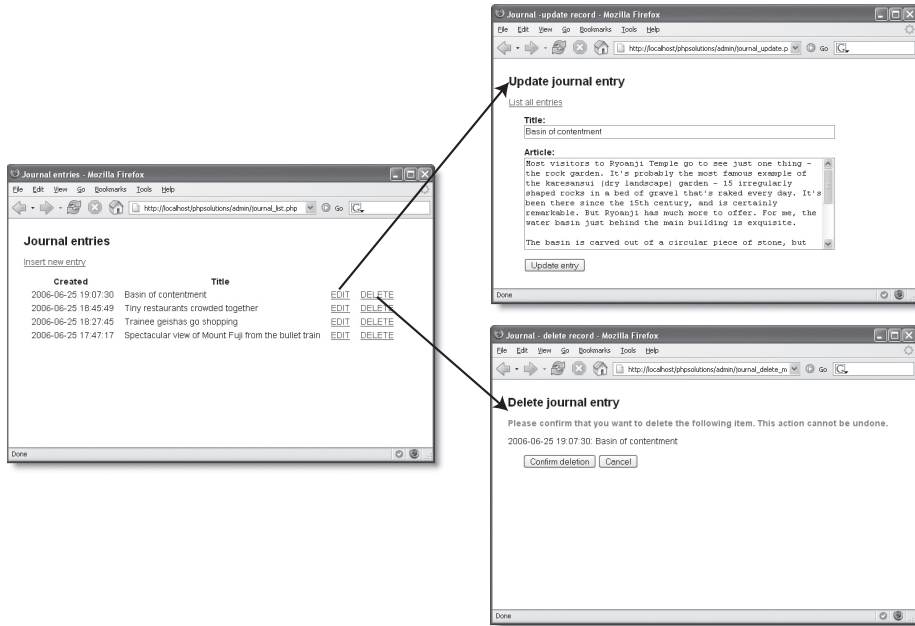 Journal entries - Mozilla Firefox
File Edit View Go Bookmarks Tools Help
http://localhost/phpsolutions/admin/journal_list.php Go
Journal entries
Insert new entry
Created Title
2006-06-25 19:07:30 Basin of contentment EDIT DELETE
2006-06-25 18:45:49 Tiny restaurants crowded together EDIT DELETE
2006-06-25 18:27:45 Trainee geishas go shopping EDIT DELETE
2006-06-25 17:47:17 Spectacular view of Mount Fuji from the bullet train EDIT DELETE
Done
Journal -update record - Mozilla Firefox
File Edit View Go Bookmarks Tools Help
http://localhost/phpsolutions/admin/journal_update.p Go
Update journal entry
List all entries
Title:
Basin of contentment
Article:
Most visitors to Ryoanji Temple go to see just one thing -
the rock garden. It's probably the most famous example of
the karesansui (dry landscape) garden - 15 irregularly
shaped rocks in a bed of gravel that's raked every day. It's
been there since the 15th century, and is certainly
remarkable. But Ryoanji has much more to offer. For me, the
water basin just behind the main building is exquisite.
The basin is carved out of a circular piece of stone, but
Update entry
Done
Journal - delete record - Mozilla Firefox
File Edit View Go Bookmarks Tools Help
http://localhost/phpsolutions/admin/journal_delete_m Go
Delete journal entry
Please confirm that you want to delete the following item. This action cannot be undone.
2006-06-25 19:07:30: Basin of contentment
Confirm deletion Cancel
Done